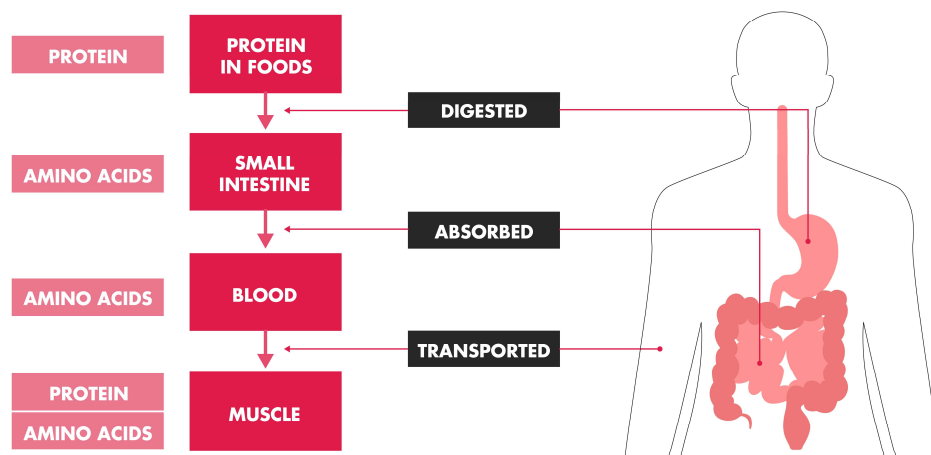 PROTEIN
PROTEIN
IN FOODS
DIGESTED
AMINO ACIDS
SMALL
INTESTINE
ABSORBED
AMINO ACIDS
BLOOD
TRANSPORTED
PROTEIN
AMINO ACIDS
MUSCLE